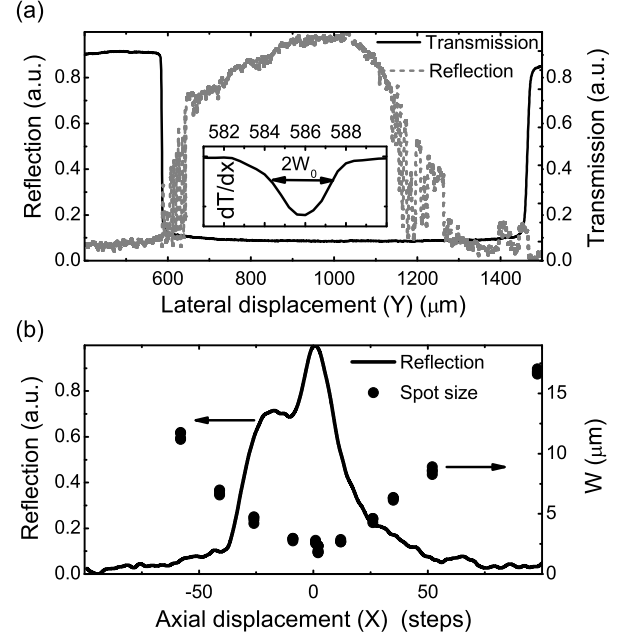 (a)
Transmission
Reflection
582 584 586 588
2W0
dT/dx
Reflection (a.u.)
0.8
0.6
0.4
0.2
0.0
Transmission (a.u.)
0.8
0.6
0.4
0.2
0.0
600 800 1000 1200 1400
Lateral displacement (Y) (μm)
(b)
Reflection
Spot size
Reflection (a.u.)
0.8
0.6
0.4
0.2
0.0
W (μm)
15
10
5
0
-50 0 50
Axial displacement (X) (steps)